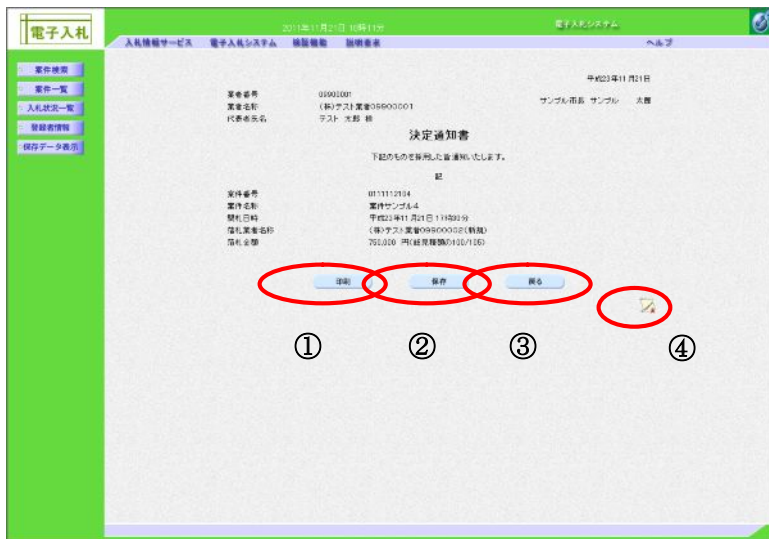 電子入札
2011年11月21日 10時11分
電子入札システム
入札情報サービス 電子入札システム 検証機能 説明要求
ヘルプ
案件検索
案件一覧
入札状況一覧
登録者情報
保存データ表示
平成23年11月21日
業者番号 09900001
業者名称 (株)テスト業者09900001
サンプル市長 サンプル 太郎
代表者氏名 テスト 太郎 様
決定通知書
下記のものを採用した旨通知いたします。
記
案件番号 0111112104
案件名称 案件サンプル4
開札日時 平成23年11月21日 17時30分
落札業者名称 (株)テスト業者09900002(新規)
落札金額 750,000 円(総見積額の100/105)
印刷
保存
戻る
① ② ③ ④